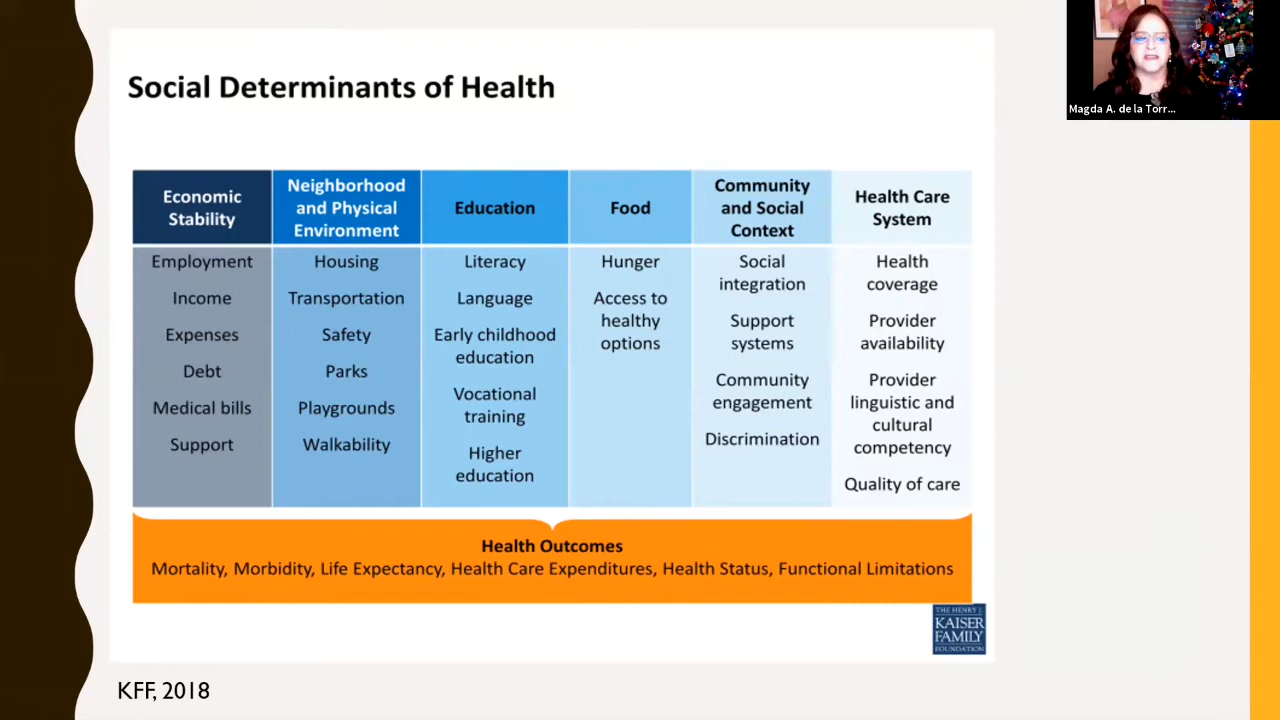 Social Determinants of Health
Economic
Stability
Employment
Income
Expenses
Debt
Medical bills
Support
Neighborhood
and Physical
Environment
Housing
Transportation
Safety
Parks
Playgrounds
Walkability
Education
Literacy
Language
Early childhood
education
Vocational
training
Higher
education
Food
Hunger
Access to
healthy
options
Community
and Social
Context
Social
integration
Support
systems
Community
engagement
Discrimination
Health Care
System
Health
coverage
Provider
availability
Provider
linguistic and
cultural
competency
Quality of care
Health Outcomes
Mortality, Morbidity, Life Expectancy, Health Care Expenditures, Health Status, Functional Limitations
THE HENRY J.
KAISER
FAMILY
FOUNDATION
KFF, 2018
Magda A. de la Torr...